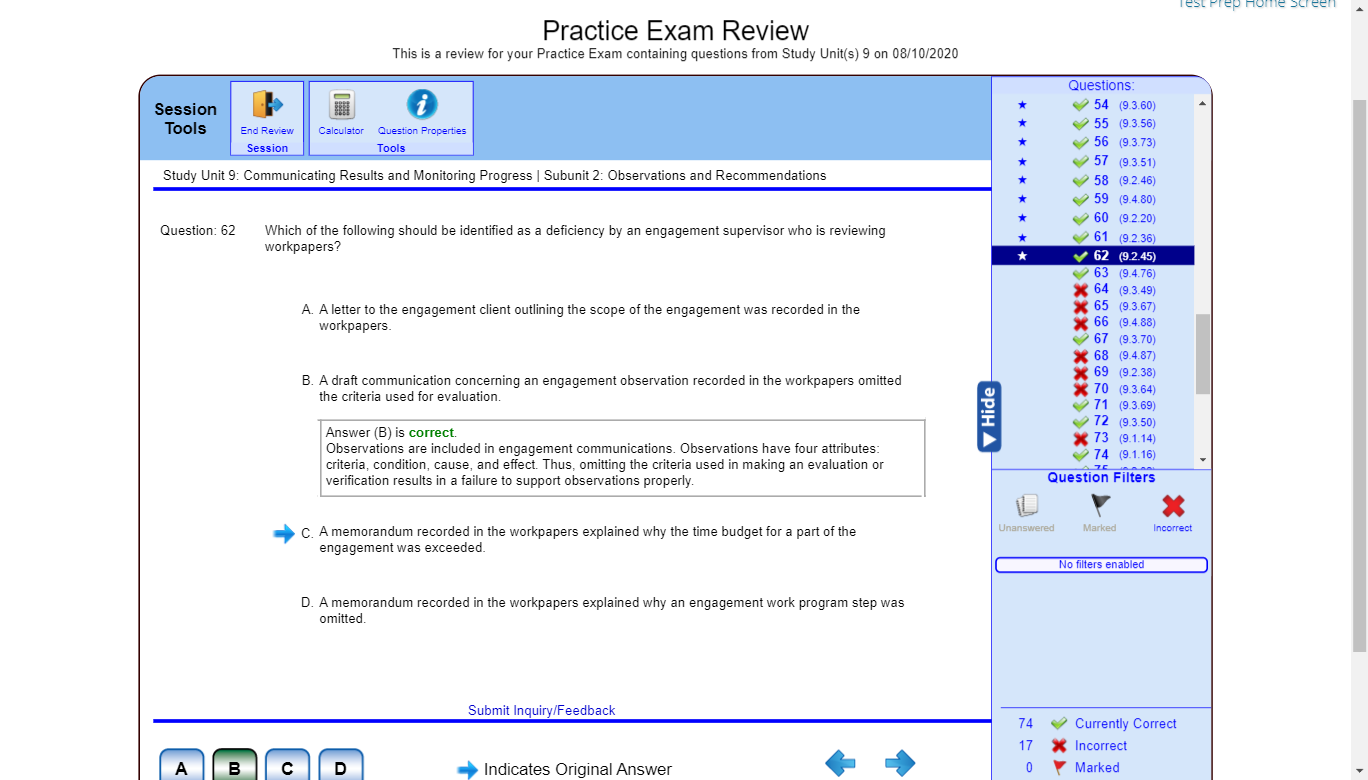 Test Prep Home Screen
Practice Exam Review
This is a review for your Practice Exam containing questions from Study Unit(s) 9 on 08/10/2020
Session
Tools
End Review
Session
Calculator
Question Properties
Tools
Study Unit 9: Communicating Results and Monitoring Progress | Subunit 2: Observations and Recommendations
Question: 62
Which of the following should be identified as a deficiency by an engagement supervisor who is reviewing
workpapers?
A. A letter to the engagement client outlining the scope of the engagement was recorded in the
workpapers.
B. A draft communication concerning an engagement observation recorded in the workpapers omitted
the criteria used for evaluation.
Answer (B) is correct.
Observations are included in engagement communications. Observations have four attributes:
criteria, condition, cause, and effect. Thus, omitting the criteria used in making an evaluation or
verification results in a failure to support observations properly.
C. A memorandum recorded in the workpapers explained why the time budget for a part of the
engagement was exceeded.
D. A memorandum recorded in the workpapers explained why an engagement work program step was
omitted.
Submit Inquiry/Feedback
A B C D
Indicates Original Answer
Hide
Questions:
54 (9.3.60)
55 (9.3.56)
56 (9.3.73)
57 (9.3.51)
58 (9.2.46)
59 (9.4.80)
60 (9.2.20)
61 (9.2.36)
62 (9.2.45)
63 (9.4.76)
64 (9.3.49)
65 (9.3.67)
66 (9.4.88)
67 (9.3.70)
68 (9.4.87)
69 (9.2.38)
70 (9.3.64)
71 (9.3.69)
72 (9.3.50)
73 (9.1.14)
74 (9.1.16)
75
Question Filters
Unanswered
Marked
Incorrect
No filters enabled
74 Currently Correct
17 Incorrect
0 Marked